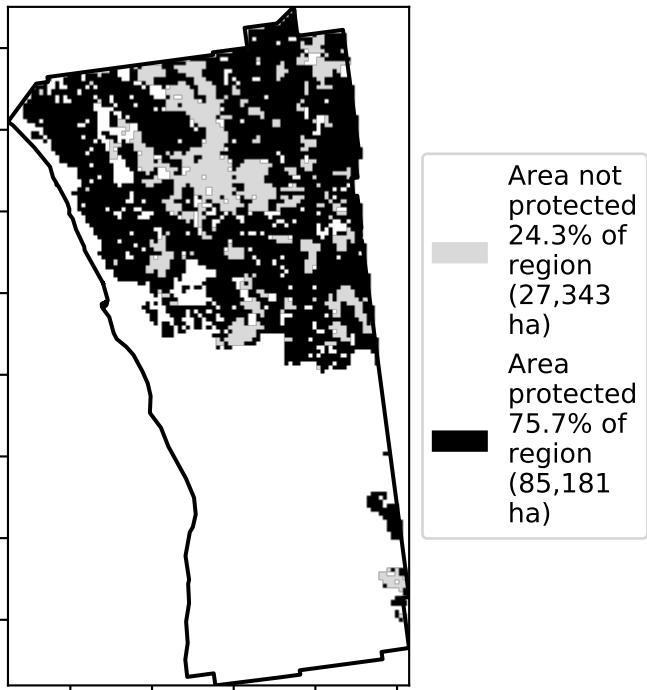 Area not
protected
24.3% of
region
(27,343
ha)
Area
protected
75.7% of
region
(85,181
ha)